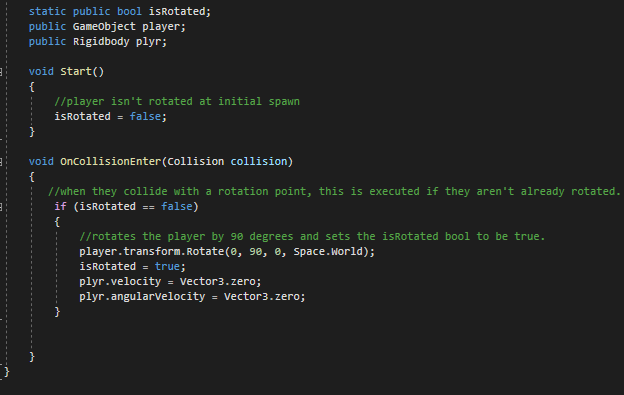 static public bool isRotated;
public GameObject player;
public Rigidbody plyr;
void Start()
{
//player isn't rotated at initial spawn
isRotated = false;
}
void OnCollisionEnter(Collision collision)
{
//when they collide with a rotation point, this is executed if they aren't already rotated.
if (isRotated == false)
{
//rotates the player by 90 degrees and sets the isRotated bool to be true.
player.transform.Rotate(0, 90, 0, Space.World);
isRotated = true;
plyr.velocity = Vector3.zero;
plyr.angularVelocity = Vector3.zero;
}
}
}